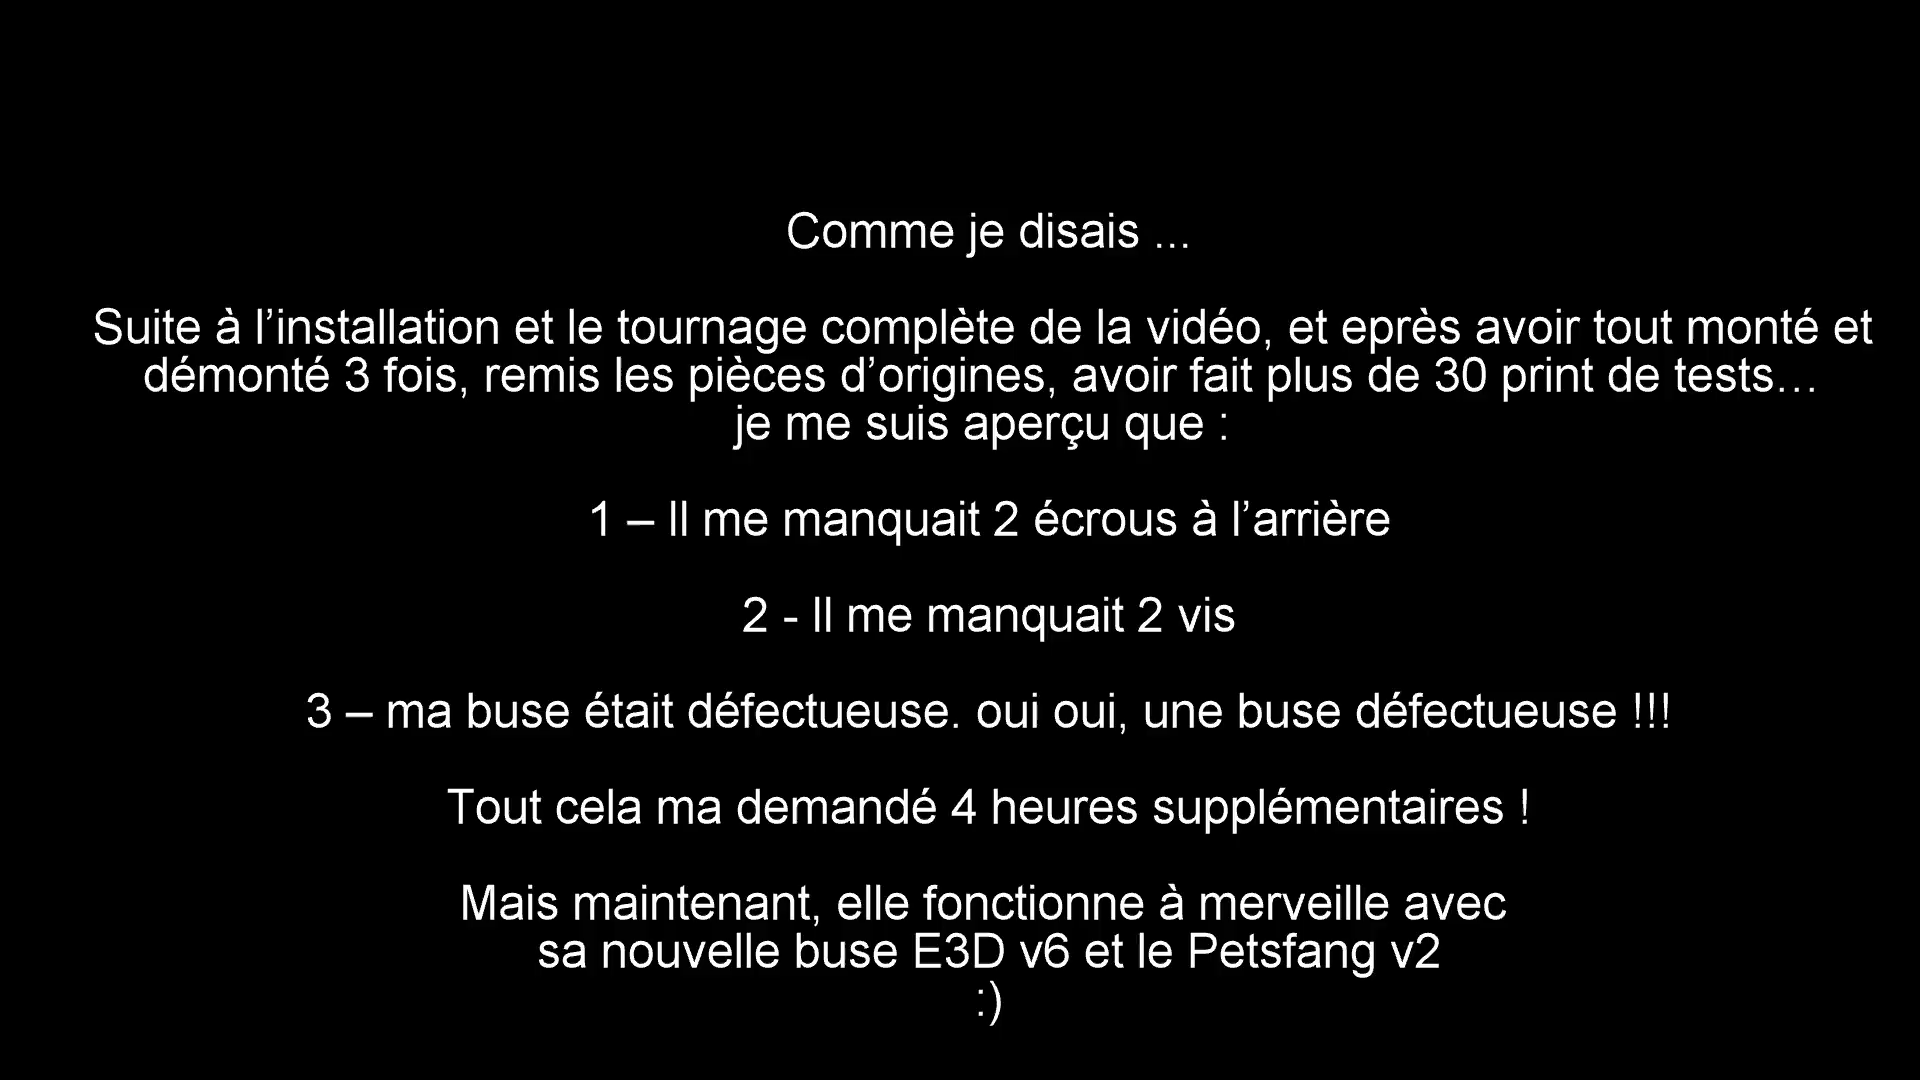 Comme je disais ...
Suite à l’installation et le tournage complète de la vidéo, et eprès avoir tout monté et
démonté 3 fois, remis les pièces d’origines, avoir fait plus de 30 print de tests…
je me suis aperçu que :
1 – Il me manquait 2 écrous à l’arrière
2 - Il me manquait 2 vis
3 – ma buse était défectueuse. oui oui, une buse défectueuse !!!
Tout cela ma demandé 4 heures supplémentaires !
Mais maintenant, elle fonctionne à merveille avec
sa nouvelle buse E3D v6 et le Petsfang v2
:)